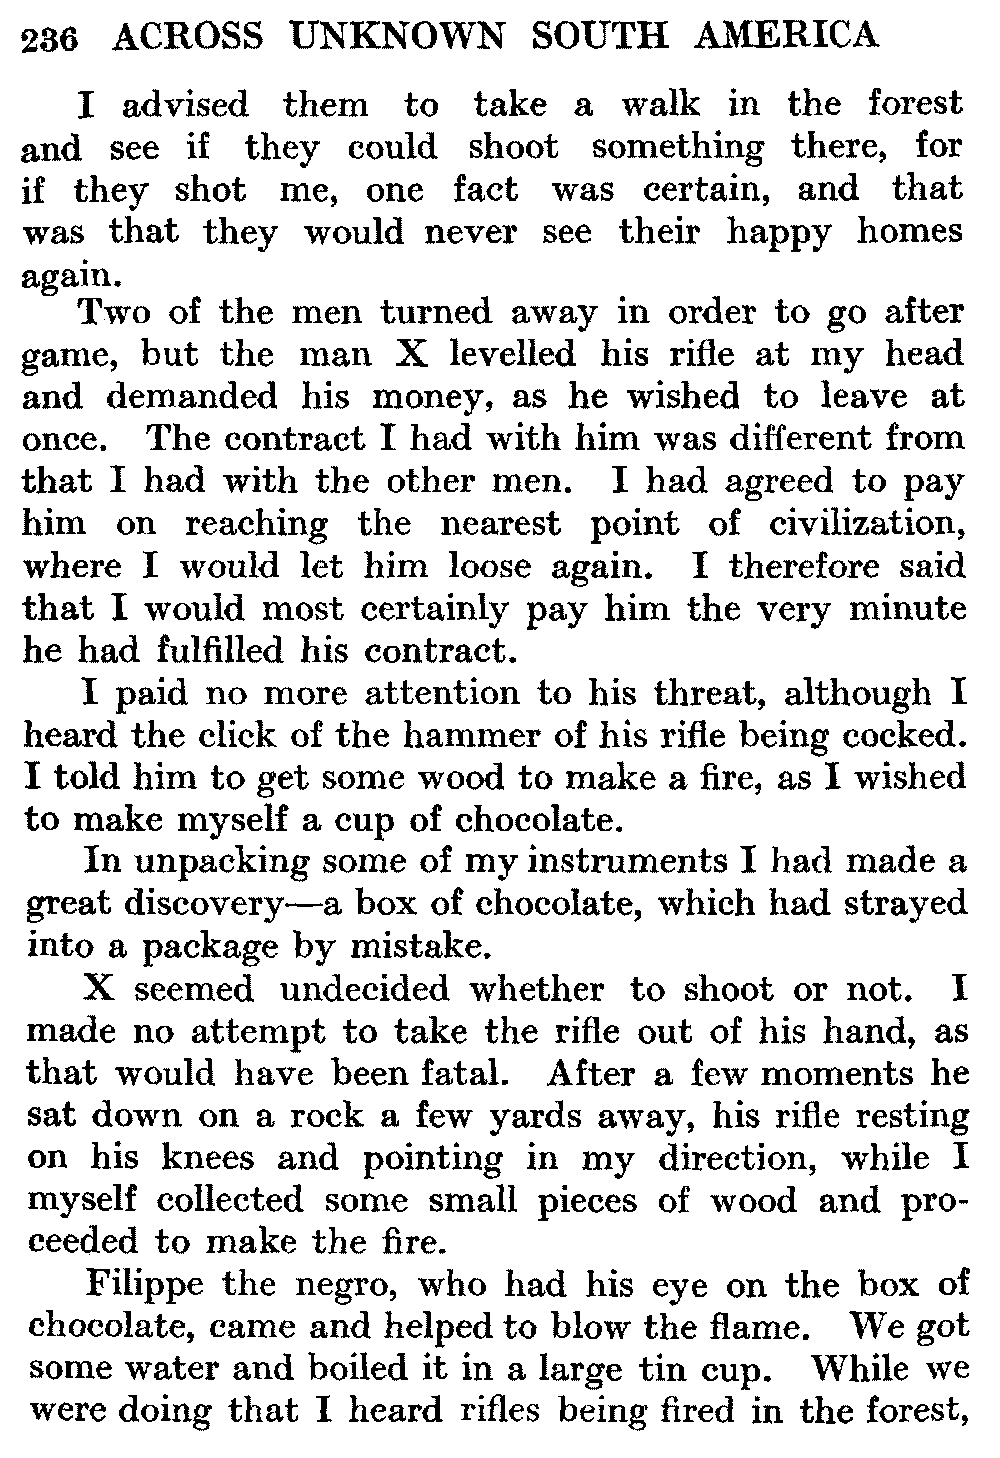 236 ACROSS UNKNOWN SOUTH AMERICA
I advised them to take a walk in the forest
and see if they could shoot something there, for
if they shot me, one fact was certain, and that
was that they would never see their happy homes
again.
Two of the men turned away in order to go after
game, but the man X levelled his rifle at my head
and demanded his money, as he wished to leave at
once. The contract I had with him was different from
that I had with the other men. I had agreed to pay
him on reaching the nearest point of civilization,
where I would let him loose again. I therefore said
that I would most certainly pay him the very minute
he had fulfilled his contract.
I paid no more attention to his threat, although I
heard the click of the hammer of his rifle being cocked.
I told him to get some wood to make a fire, as I wished
to make myself a cup of chocolate.
In unpacking some of my instruments I had made a
great discovery—a box of chocolate, which had strayed
into a package by mistake.
X seemed undecided whether to shoot or not. I
made no attempt to take the rifle out of his hand, as
that would have been fatal. After a few moments he
sat down on a rock a few yards away, his rifle resting
on his knees and pointing in my direction, while I
myself collected some small pieces of wood and pro-
ceeded to make the fire.
Filippe the negro, who had his eye on the box of
chocolate, came and helped to blow the flame. We got
some water and boiled it in a large tin cup. While we
were doing that I heard rifles being fired in the forest,